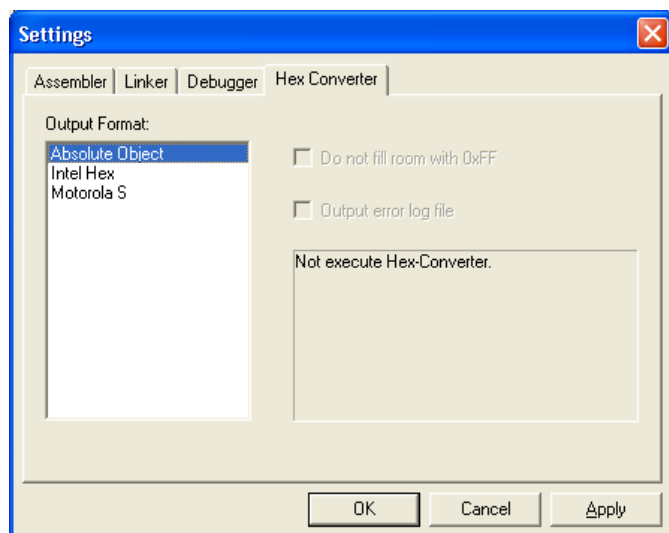 Settings
Assembler Linker Debugger Hex Converter
Output Format:
Absolute Object
Intel Hex
Motorola S
Do not fill room with 0xFF
Output error log file
Not execute Hex-Converter.
OK Cancel Apply